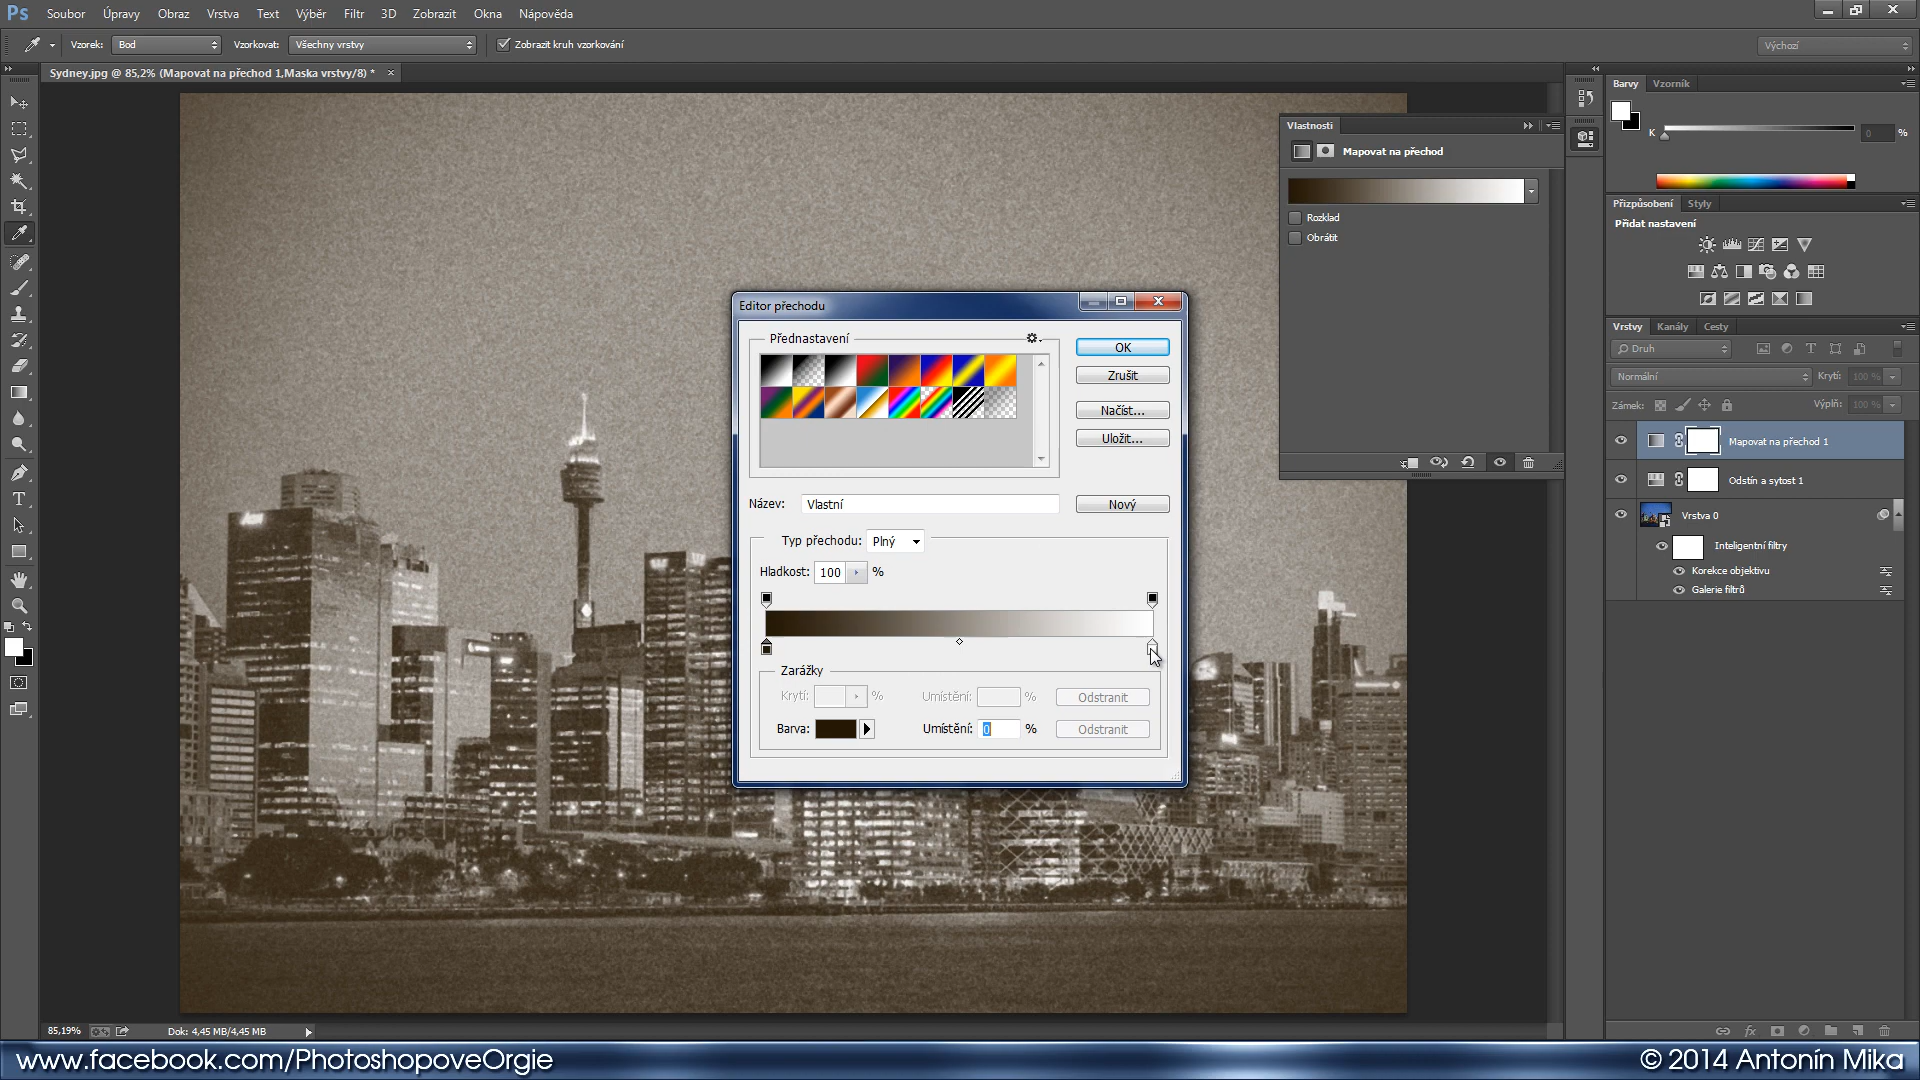 Ps Soubor Úpravy Obraz Vrstva Text Výběr Filtr 3D Zobrazit Okna Nápověda
Vzorek: Bod Vzorkovat: Všechny vrstvy Zobrazit kruh vzorkování Výchozí
Sydney.jpg @ 85,2% (Mapovat na přechod 1,Maska vrstvy/8) * ×
Barvy Vzorník
K 0 %
Vlastnosti
Mapovat na přechod
Rozklad
Obrátit
Přizpůsobení Styly
Přidat nastavení
Vrstvy Kanály Cesty
Druh
Normální Krytí: 100 %
Zámek: Výplň: 100 %
Mapovat na přechod 1
Odstín a sytost 1
Vrstva 0
Inteligentní filtry
Korekce objektivu
Galerie filtrů
Editor přechodu
Přednastavení
OK
Zrušit
Načíst...
Uložit...
Název: Vlastní Nový
Typ přechodu: Plný
Hladkost: 100 %
Zarážky
Krytí: % Umístění: % Odstranit
Barva: Umístění: 0 % Odstranit
85,19% Dok: 4,45 MB/4,45 MB
www.facebook.com/PhotoshopoveOrgie © 2014 Antonín Mika